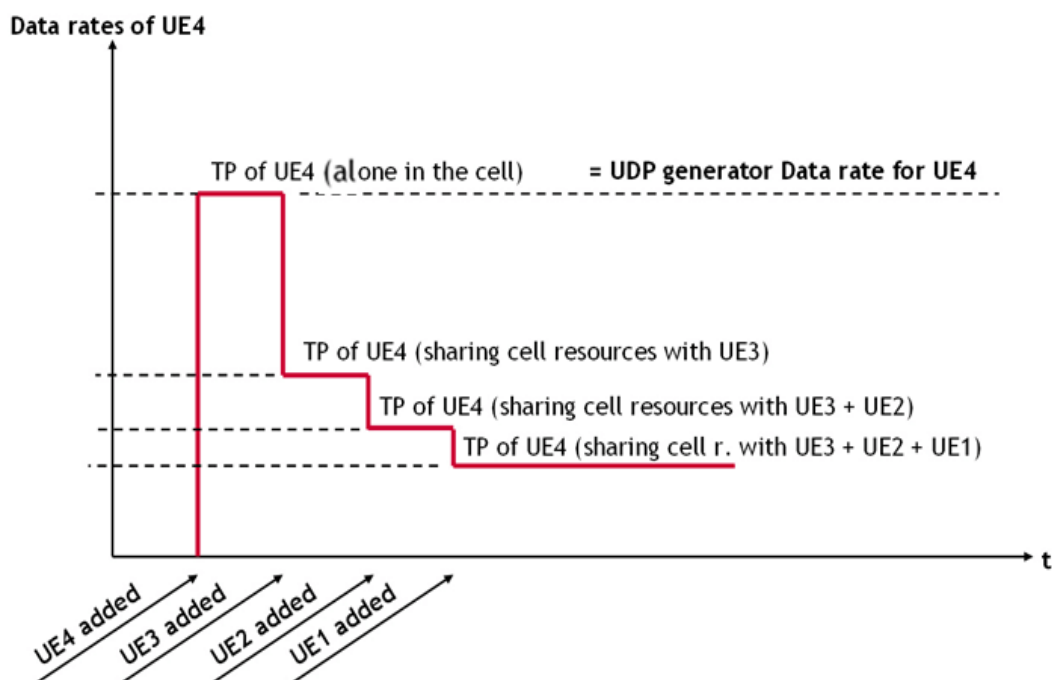 Data rates of UE4
TP of UE4 (alone in the cell) = UDP generator Data rate for UE4
TP of UE4 (sharing cell resources with UE3)
TP of UE4 (sharing cell resources with UE3 + UE2)
TP of UE4 (sharing cell r. with UE3 + UE2 + UE1)
t
UE4 added
UE3 added
UE2 added
UE1 added